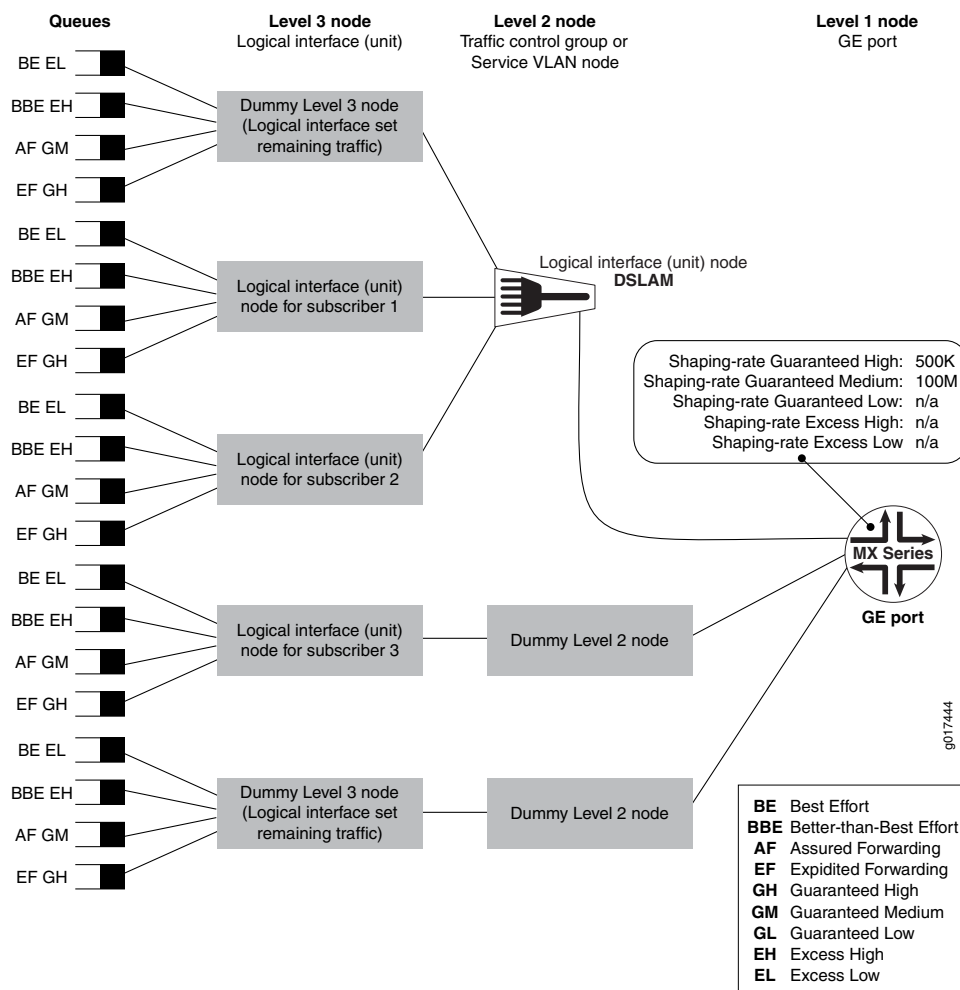 Queues
Level 3 node
Logical interface (unit)
Level 2 node
Traffic control group or
Service VLAN node
Level 1 node
GE port
BE EL
BBE EH
AF GM
EF GH
Dummy Level 3 node
(Logical interface set
remaining traffic)
BE EL
BBE EH
AF GM
EF GH
Logical interface (unit)
node for subscriber 1
Logical interface (unit) node
DSLAM
Shaping-rate Guaranteed High: 500K
Shaping-rate Guaranteed Medium: 100M
Shaping-rate Guaranteed Low: n/a
Shaping-rate Excess High: n/a
Shaping-rate Excess Low n/a
BE EL
BBE EH
AF GM
EF GH
Logical interface (unit)
node for subscriber 2
MX Series
GE port
BE EL
BBE EH
AF GM
EF GH
Logical interface (unit)
node for subscriber 3
Dummy Level 2 node
BE EL
BBE EH
AF GM
EF GH
Dummy Level 3 node
(Logical interface set
remaining traffic)
Dummy Level 2 node
g017444
BE Best Effort
BBE Better-than-Best Effort
AF Assured Forwarding
EF Expidited Forwarding
GH Guaranteed High
GM Guaranteed Medium
GL Guaranteed Low
EH Excess High
EL Excess Low